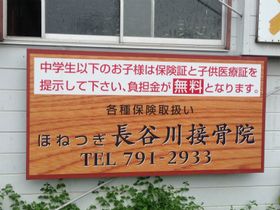 中学生以下のお子様は保険証と子供医療証を
提示して下さい、負担金が無料となります。
各種保険取扱い
ほねつぎ 長谷川接骨院
TEL 791-2933